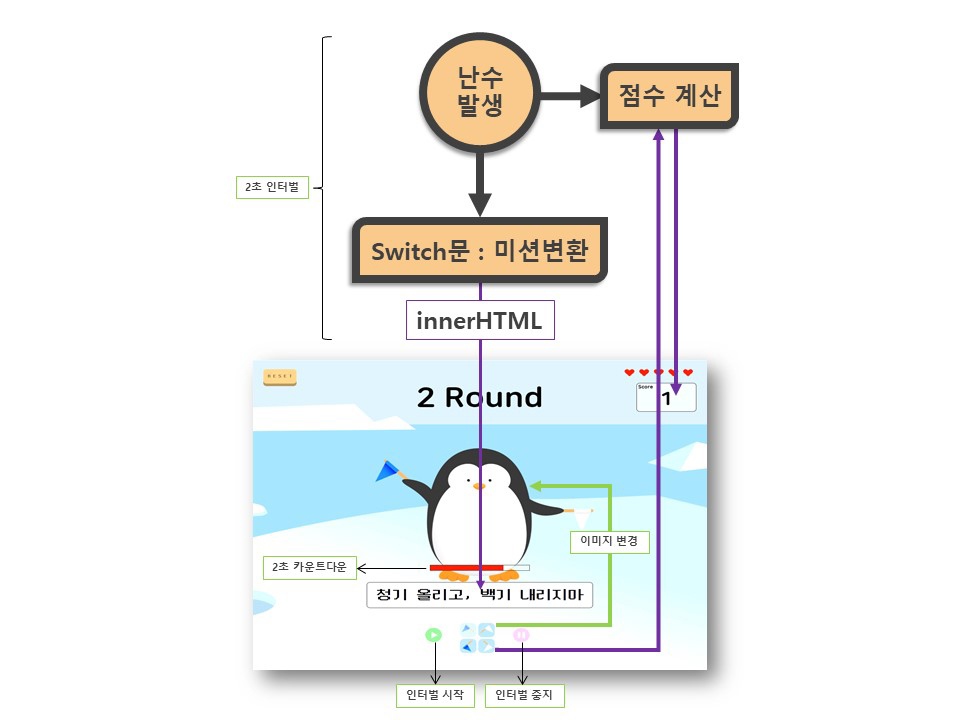 난수
발생
점수 계산
2초 인터벌
Switch문 : 미션변환
innerHTML
RESET
2 Round
Score
1
이미지 변경
2초 카운트다운
청기 올리고, 백기 내리지마
인터벌 시작
인터벌 중지